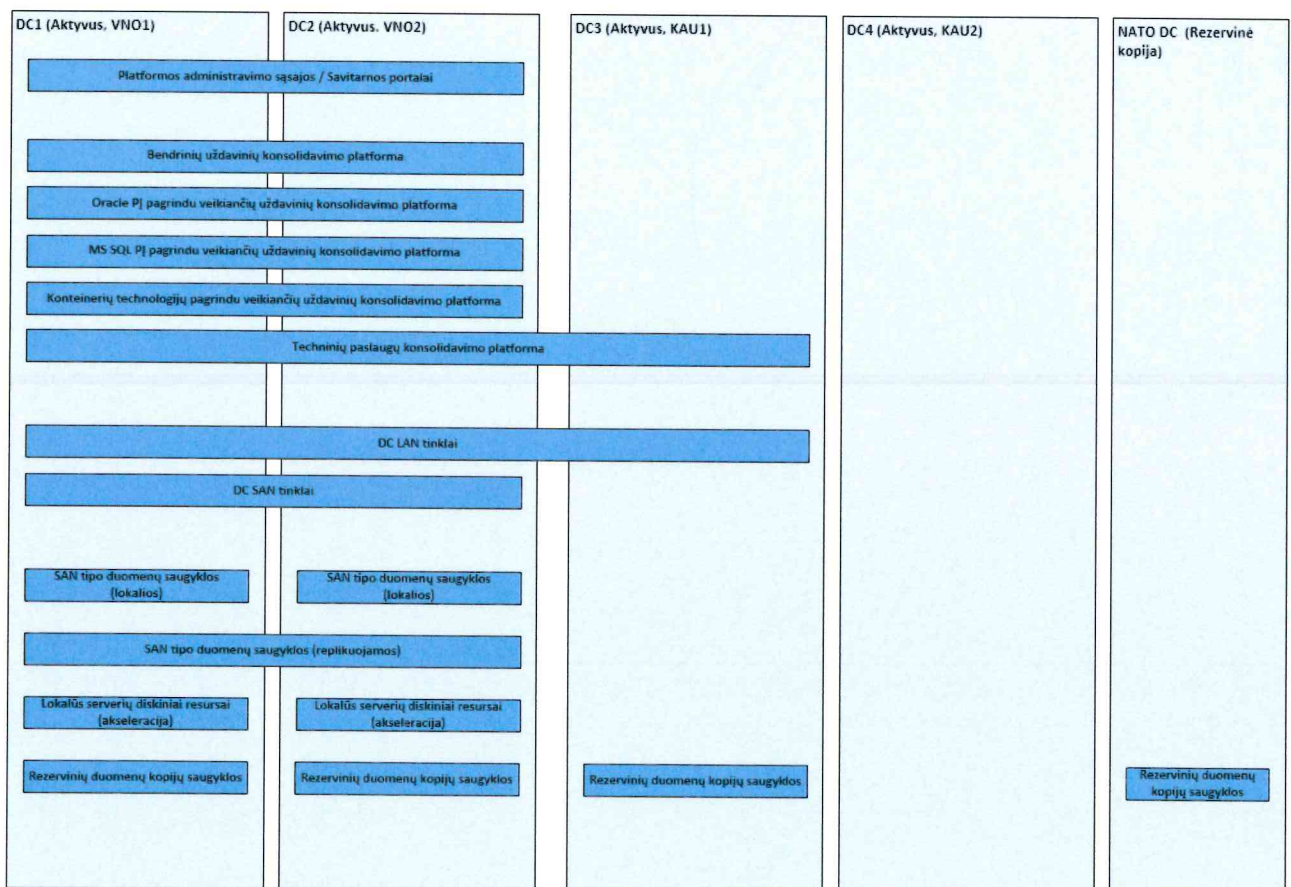 DC1 (Aktyvus, VNO1)
DC2 (Aktyvus. VNO2)
DC3 (Aktyvus, KAU1)
DC4 (Aktyvus, KAU2)
NATO DC (Rezervinė
kopija)
Platformos administravimo sąsajos / Savitarnos portalai
Bendrinių uždavinių konsolidavimo platforma
Oracle PĮ pagrindu veikiančių uždavinių konsolidavimo platforma
MS SQL PĮ pagrindu veikiančių uždavinių konsolidavimo platforma
Konteinerių technologijų pagrindu veikiančių uždavinių konsolidavimo platforma
Techninių paslaugų konsolidavimo platforma
DC LAN tinklai
DC SAN tinklai
SAN tipo duomenų saugyklos
(lokalios)
SAN tipo duomenų saugyklos
(lokalios)
SAN tipo duomenų saugyklos (replikuojamos)
Lokalūs serverių diskiniai resursai
(akseleracija)
Lokalūs serverių diskiniai resursai
(akseleracija)
Rezervinių duomenų kopijų saugyklos
Rezervinių duomenų kopijų saugyklos
Rezervinių duomenų kopijų saugyklos
Rezervinių duomenų
kopijų saugyklos